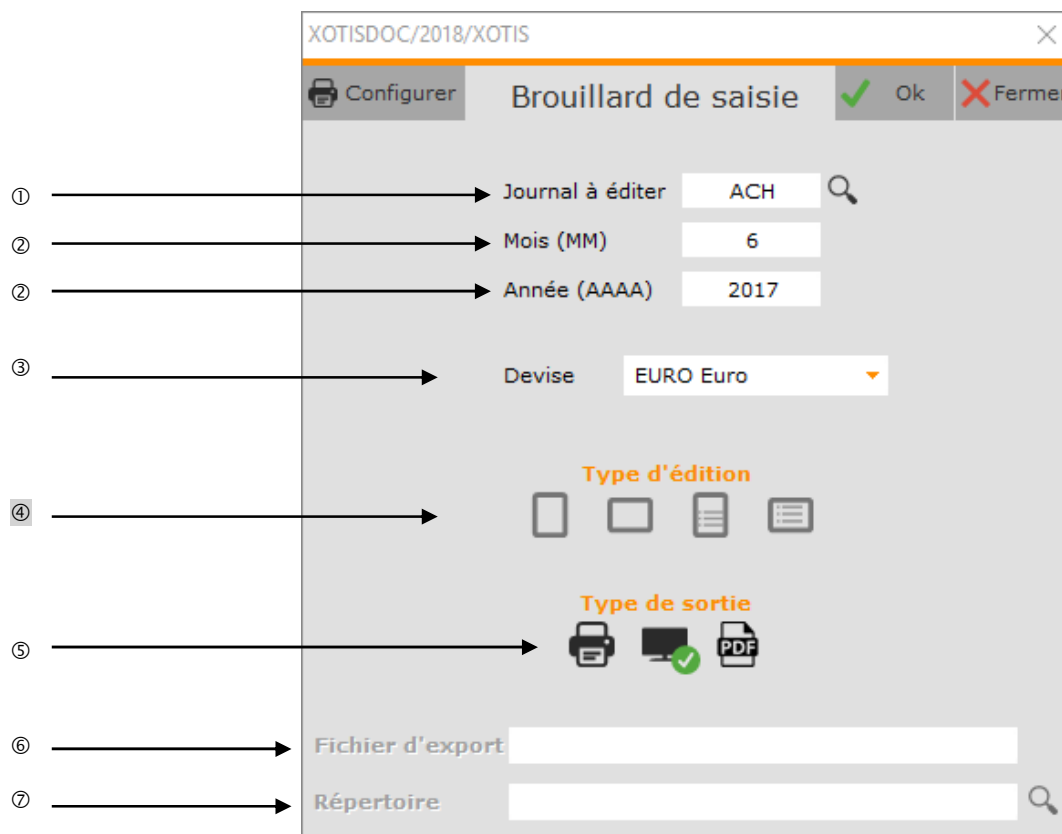 XOTISDOC/2018/XOTIS
Configurer Brouillard de saisie Ok Fermer
① Journal à éditer ACH
② Mois (MM) 6
② Année (AAAA) 2017
③ Devise EURO Euro
Type d'édition
④
Type de sortie
⑤ PDF
⑥ Fichier d'export
⑦ Répertoire